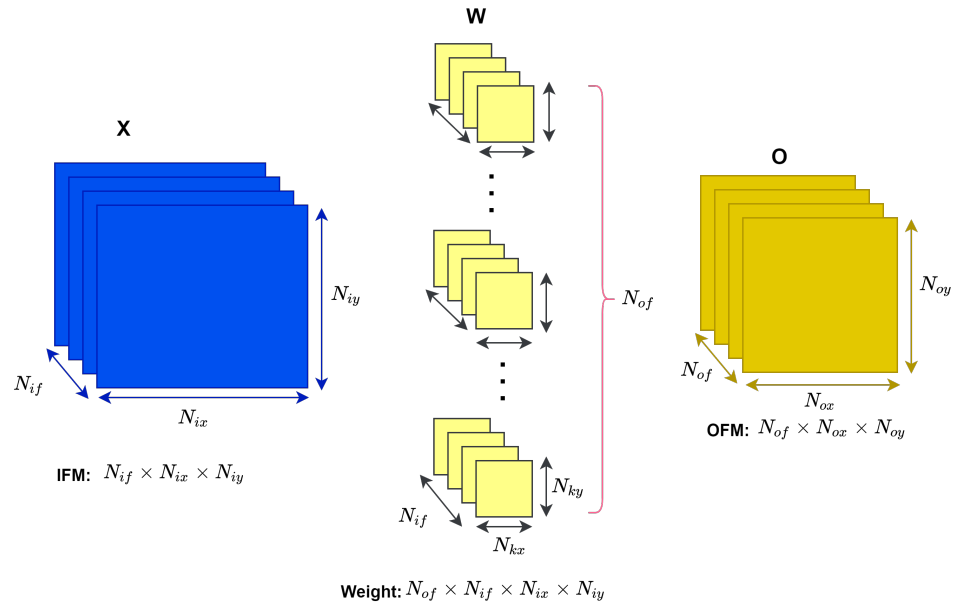 W
X
O
N_{iy}
N_{if}
N_{ix}
IFM: N_{if} × N_{ix} × N_{iy}
N_{of}
N_{ky}
N_{if}
N_{kx}
Weight: N_{of} × N_{if} × N_{ix} × N_{iy}
N_{oy}
N_{of}
N_{ox}
OFM: N_{of} × N_{ox} × N_{oy}